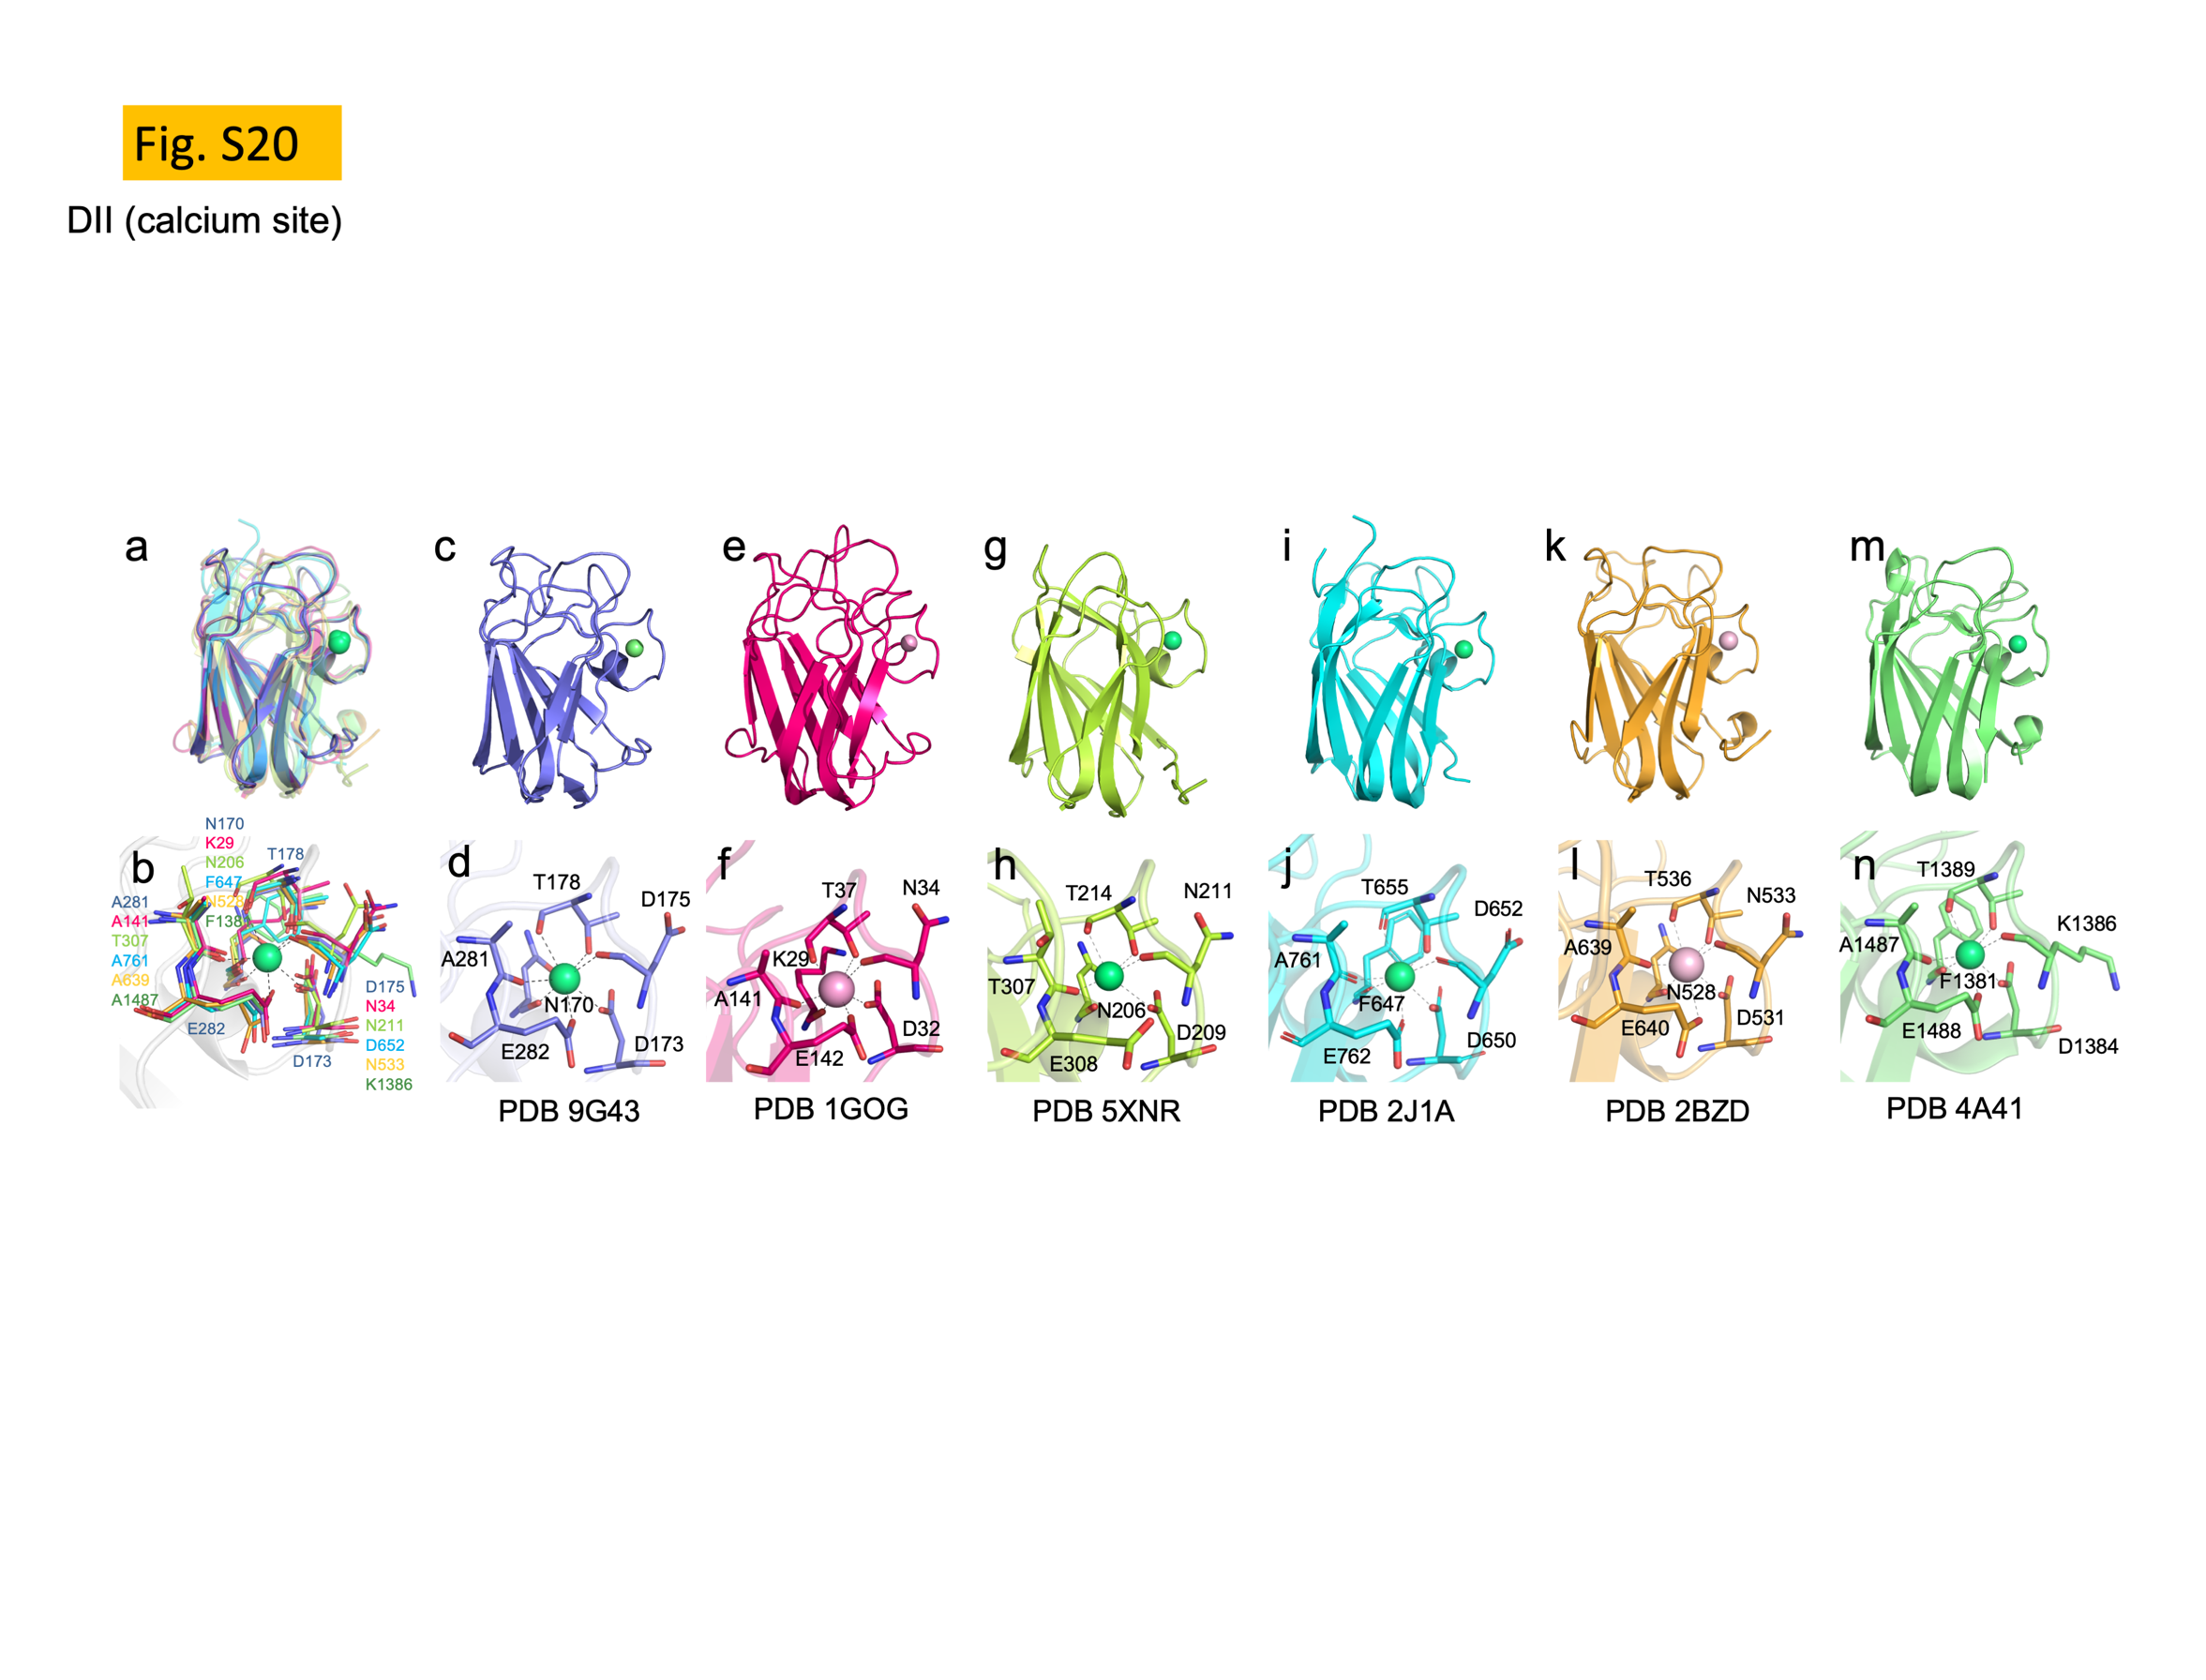 Fig. S20
DII (calcium site)
a
c
e
g
i
k
m
b
N170
K29
N206
F647
N528
F138
T178
A281
A141
T307
A761
A639
A1487
E282
D173
D175
N34
N211
D652
N533
K1386
d
T178
D175
A281
N170
E282
D173
PDB 9G43
f
T37
N34
K29
A141
D32
E142
PDB 1GOG
h
T214
N211
T307
N206
D209
E308
PDB 5XNR
j
T655
D652
A761
F647
D650
E762
PDB 2J1A
l
T536
N533
A639
N528
D531
E640
PDB 2BZD
n
T1389
K1386
A1487
F1381
E1488
D1384
PDB 4A41